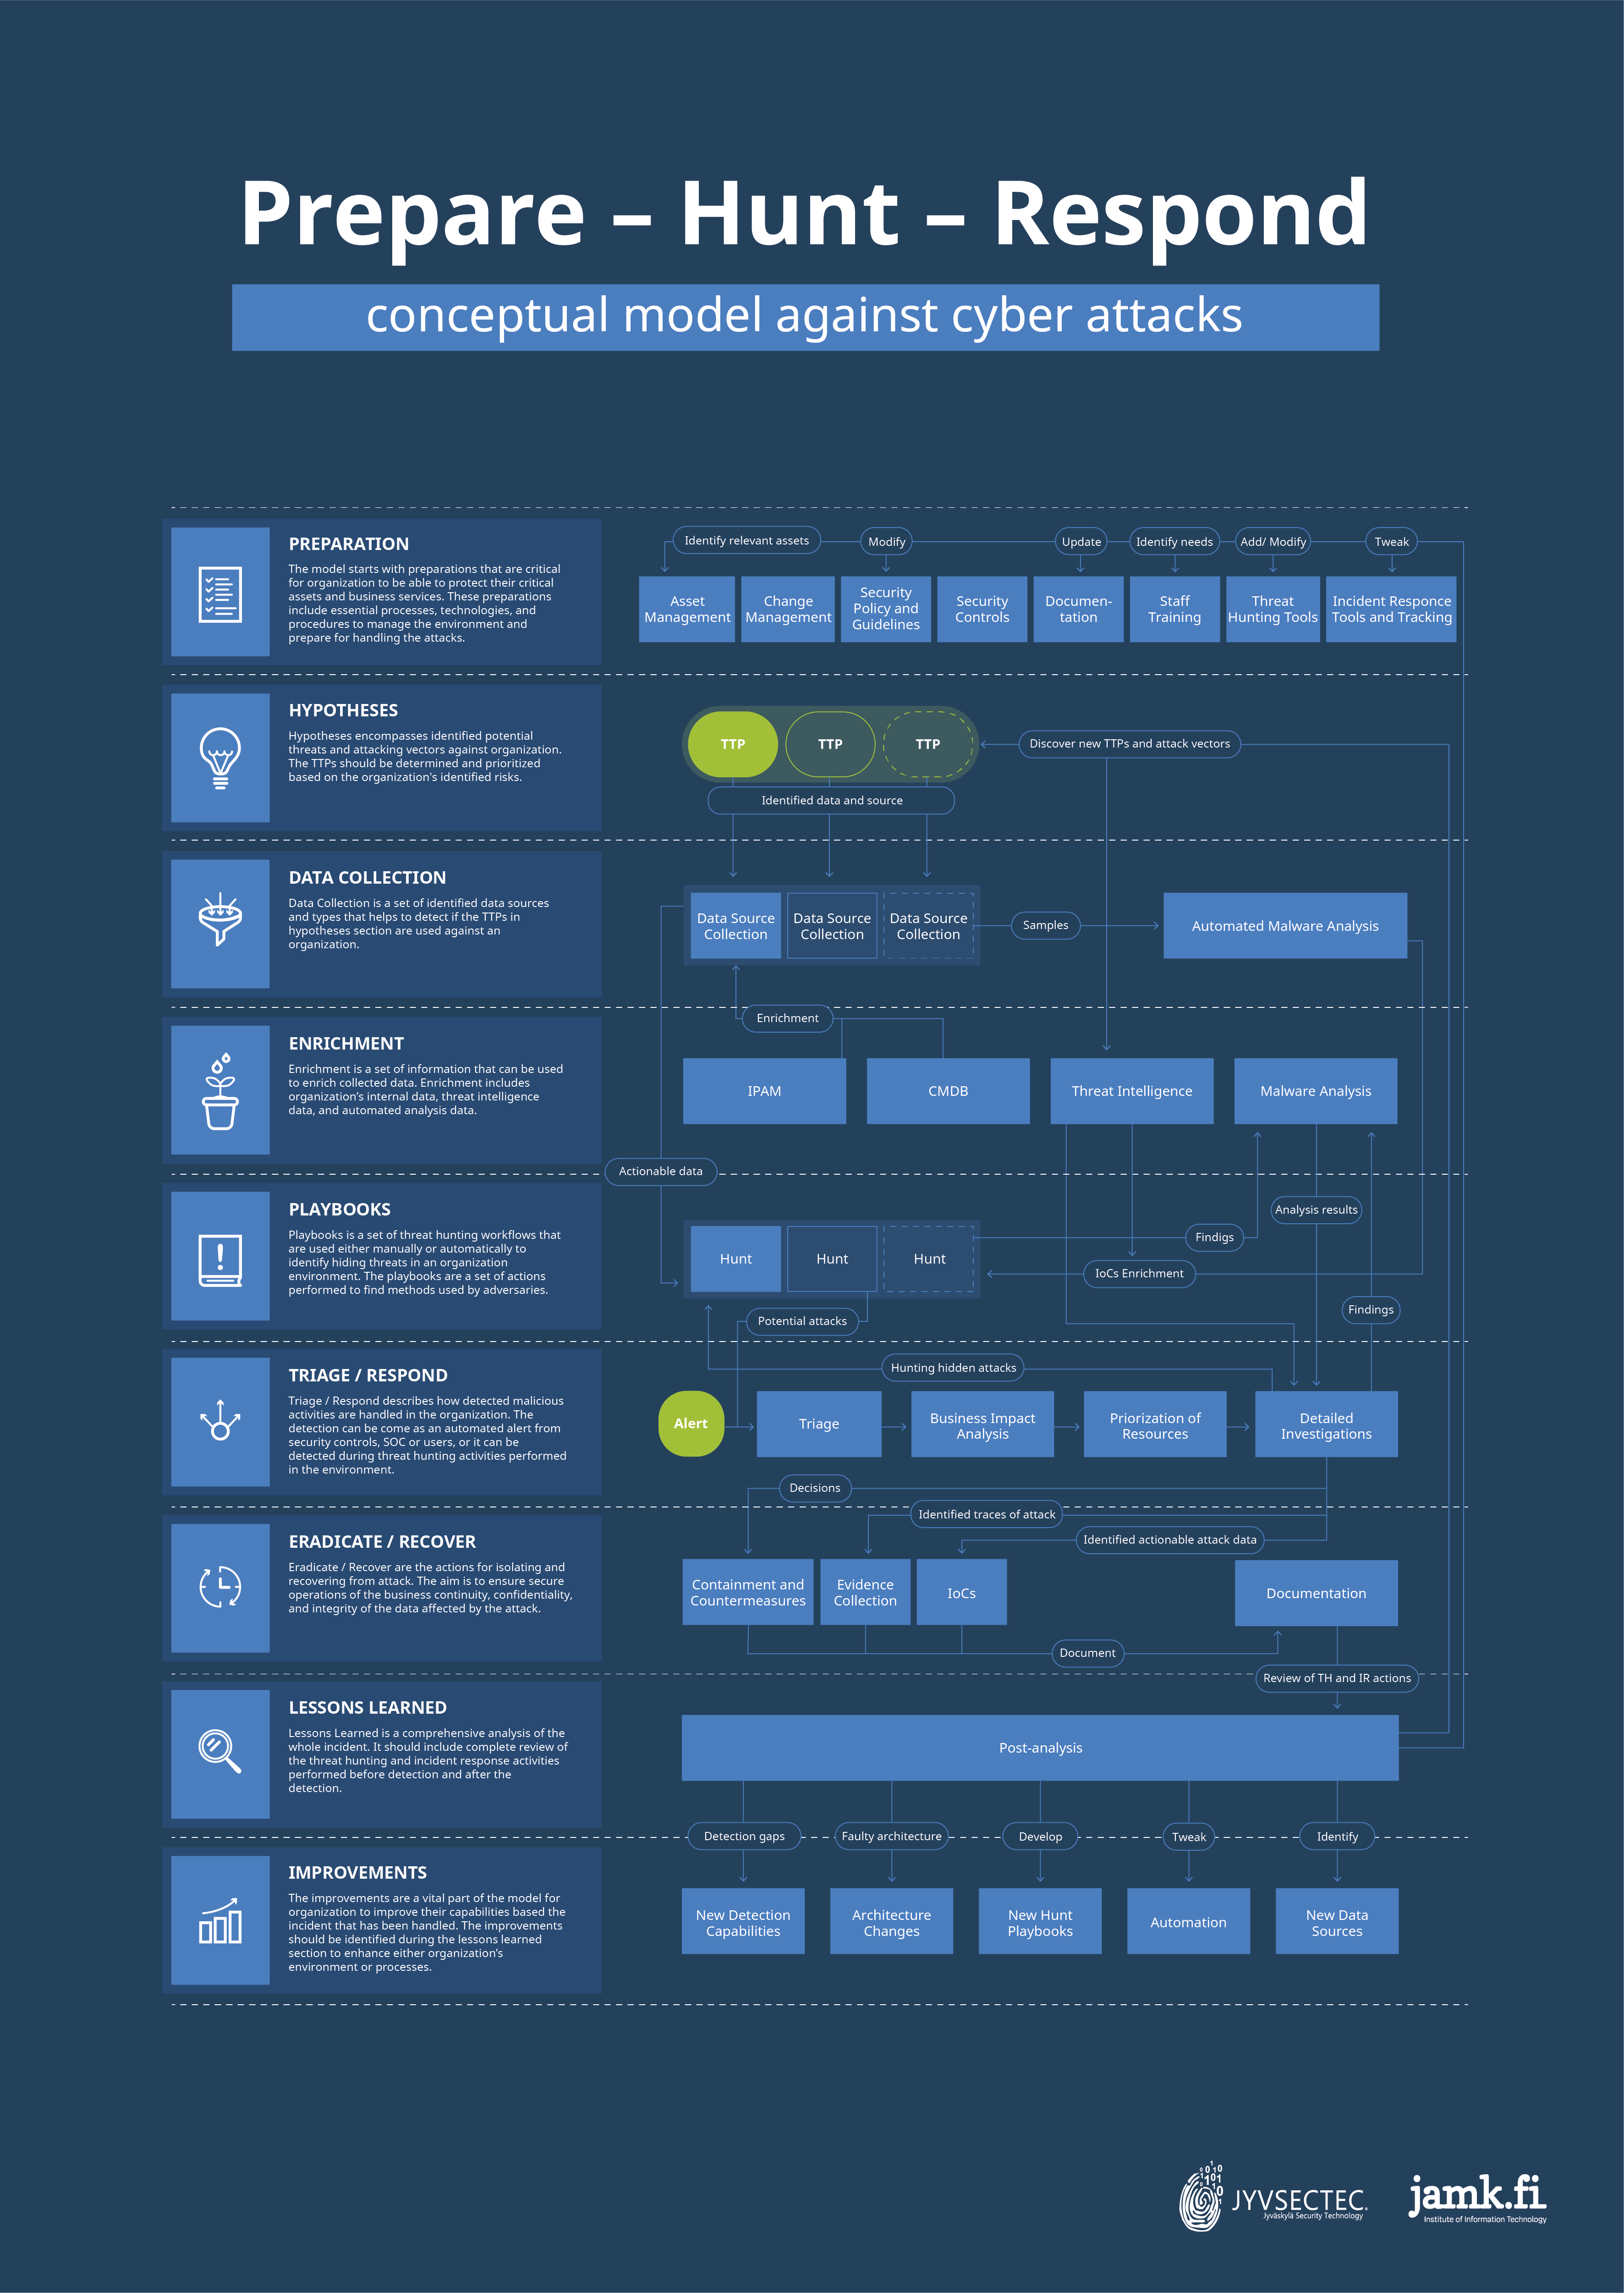 Prepare – Hunt – Respond
conceptual model against cyber attacks
PREPARATION
The model starts with preparations that are critical
for organization to be able to protect their critical
assets and business services. These preparations
include essential processes, technologies, and
procedures to manage the environment and
prepare for handling the attacks.
Identify relevant assets
Modify
Update
Identify needs
Add/ Modify
Tweak
Asset
Management
Change
Management
Security
Policy and
Guidelines
Security
Controls
Documen-
tation
Staff
Training
Threat
Hunting Tools
Incident Responce
Tools and Tracking
HYPOTHESES
Hypotheses encompasses identified potential
threats and attacking vectors against organization.
The TTPs should be determined and prioritized
based on the organization's identified risks.
TTP
TTP
TTP
Discover new TTPs and attack vectors
Identified data and source
DATA COLLECTION
Data Collection is a set of identified data sources
and types that helps to detect if the TTPs in
hypotheses section are used against an
organization.
Data Source
Collection
Data Source
Collection
Data Source
Collection
Samples
Automated Malware Analysis
ENRICHMENT
Enrichment is a set of information that can be used
to enrich collected data. Enrichment includes
organization's internal data, threat intelligence
data, and automated analysis data.
Enrichment
IPAM
CMDB
Threat Intelligence
Malware Analysis
Actionable data
PLAYBOOKS
Playbooks is a set of threat hunting workflows that
are used either manually or automatically to
identify hiding threats in an organization
environment. The playbooks are a set of actions
performed to find methods used by adversaries.
Analysis results
Hunt
Hunt
Hunt
Findigs
IoCs Enrichment
Findings
Potential attacks
TRIAGE / RESPOND
Triage / Respond describes how detected malicious
activities are handled in the organization. The
detection can be come as an automated alert from
security controls, SOC or users, or it can be
detected during threat hunting activities performed
in the environment.
Hunting hidden attacks
Alert
Triage
Business Impact
Analysis
Priorization of
Resources
Detailed
Investigations
Decisions
Identified traces of attack
Identified actionable attack data
ERADICATE / RECOVER
Eradicate / Recover are the actions for isolating and
recovering from attack. The aim is to ensure secure
operations of the business continuity, confidentiality,
and integrity of the data affected by the attack.
Containment and
Countermeasures
Evidence
Collection
IoCs
Documentation
Document
Review of TH and IR actions
LESSONS LEARNED
Lessons Learned is a comprehensive analysis of the
whole incident. It should include complete review of
the threat hunting and incident response activities
performed before detection and after the
detection.
Post-analysis
Detection gaps
Faulty architecture
Develop
Tweak
Identify
IMPROVEMENTS
The improvements are a vital part of the model for
organization to improve their capabilities based the
incident that has been handled. The improvements
should be identified during the lessons learned
section to enhance either organization's
environment or processes.
New Detection
Capabilities
Architecture
Changes
New Hunt
Playbooks
Automation
New Data
Sources
JYVSECTEC
Jyväskylä Security Technology
jamk.fi
Institute of Information Technology